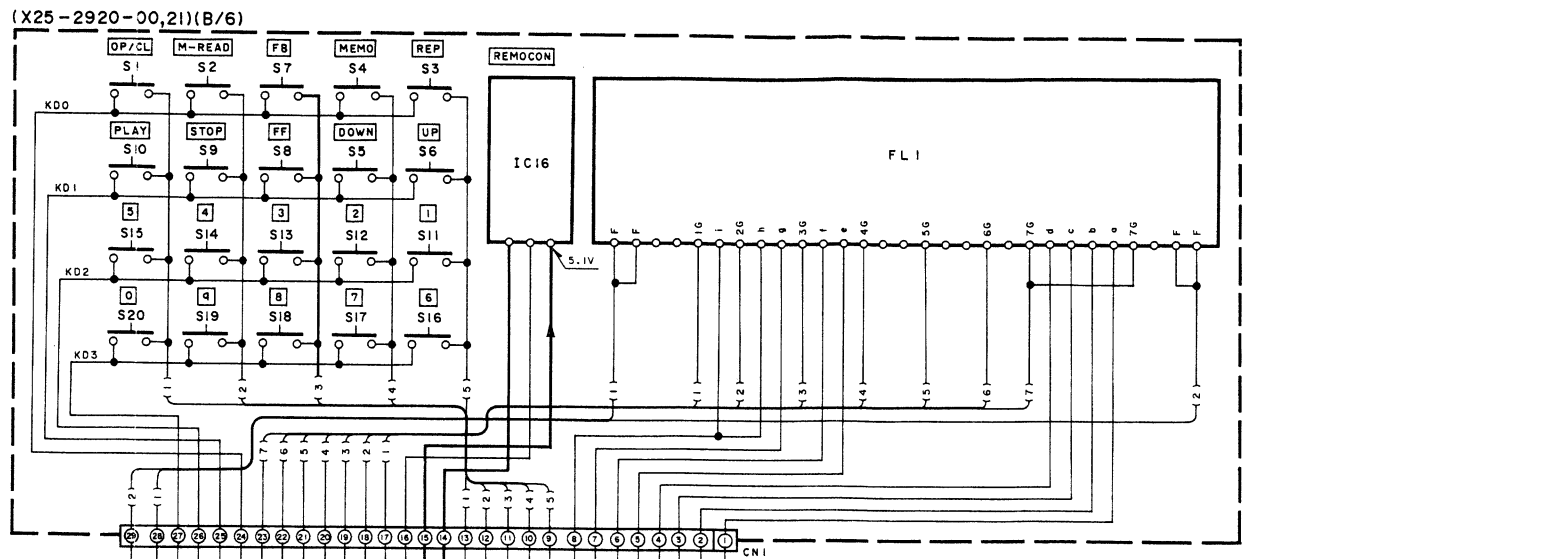 (X25-2920-00,21)(B/6)
OP/CL M-READ FB MEMO REP
S1 S2 S7 S4 S3
REMOCON
KD0
PLAY STOP FF DOWN UP
S10 S9 S8 S5 S6
IC16
FL1
KD1
5 4 3 2 1
S15 S14 S13 S12 S11
F F 1G i 2G h g 3G f e 4G 5G 6G 7G d c b a 7G F F
5.1V
KD2
0 9 8 7 6
S20 S19 S18 S17 S16
KD3
1 2 3 4 5 1 1 2 3 4 5 6 7 2
7 6 5 4 3 2 1
2 1 1 2 3 4 5
29 28 27 26 25 24 23 22 21 20 19 18 17 16 15 14 13 12 11 10 9 8 7 6 5 4 3 2 1
CN1